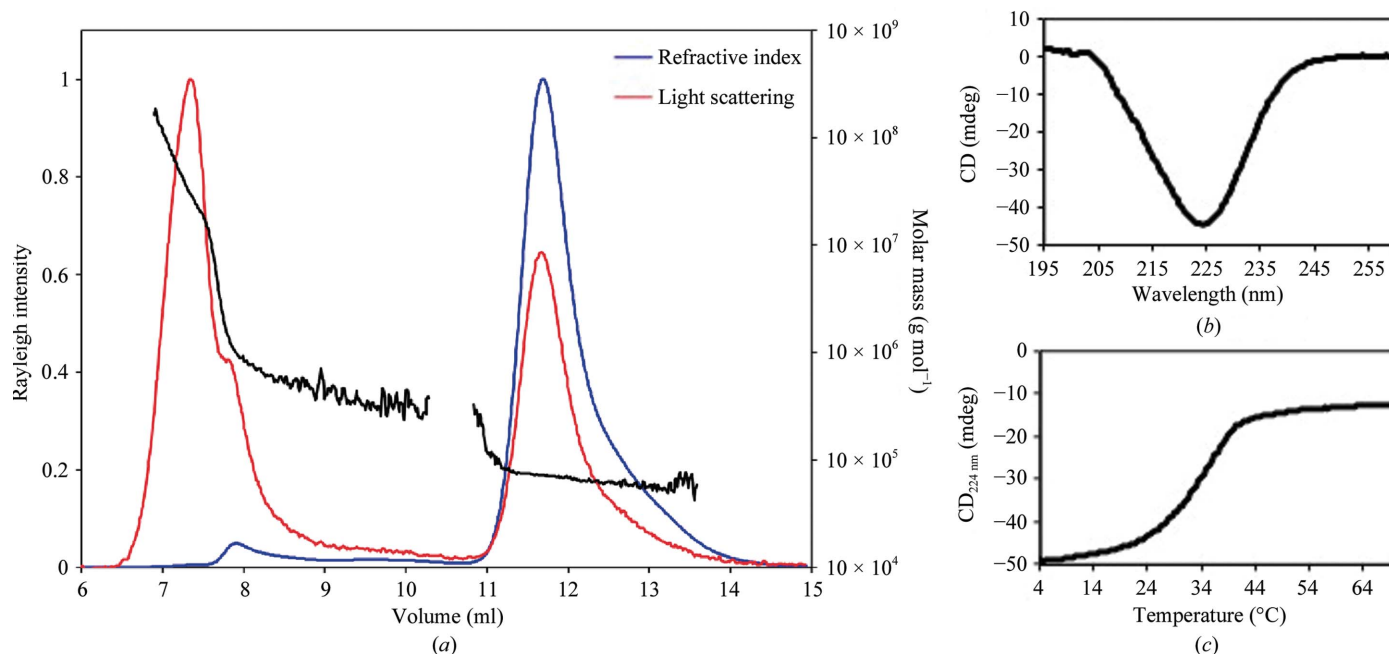 Refractive index
Light scattering
Rayleigh intensity
1
0.8
0.6
0.4
0.2
0
6 7 8 9 10 11 12 13 14 15
Volume (ml)
10 × 10⁹
10 × 10⁸
10 × 10⁷
10 × 10⁶
10 × 10⁵
10 × 10⁴
Molar mass (g mol⁻¹)
(a)
CD (mdeg)
10
0
−10
−20
−30
−40
−50
195 205 215 225 235 245 255
Wavelength (nm)
(b)
CD₂₂₄ ₙₘ (mdeg)
0
−10
−20
−30
−40
−50
4 14 24 34 44 54 64
Temperature (°C)
(c)